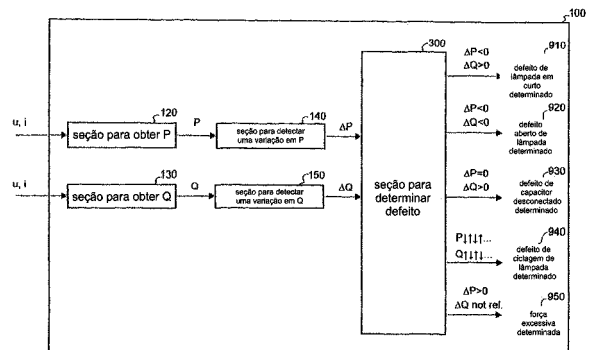 100
300
ΔP<0
ΔQ>0
910
defeito de
lâmpada em
curto
determinado
u, i
120
seção para obter P
P
140
seção para detectar
uma variação em P
ΔP
ΔP<0
ΔQ<0
920
defeito
aberto de
lâmpada
determinado
u, i
130
seção para obter Q
Q
150
seção para detectar
uma variação em Q
ΔQ
seção para
determinar
defeito
ΔP=0
ΔQ>0
930
defeito de
capacitor
desconectado
determinado
P↓↑↓↑...
Q↑↓↑↓...
940
defeito de
ciclagem de
lâmpada
determinado
ΔP>0
ΔQ not rel.
950
força
excessiva
determinada